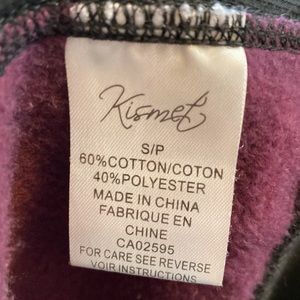 Kismet
S/P
60%COTTON/COTON
40%POLYESTER
MADE IN CHINA
FABRIQUE EN
CHINE
CA02595
FOR CARE SEE REVERSE
VOIR INSTRUCTIONS